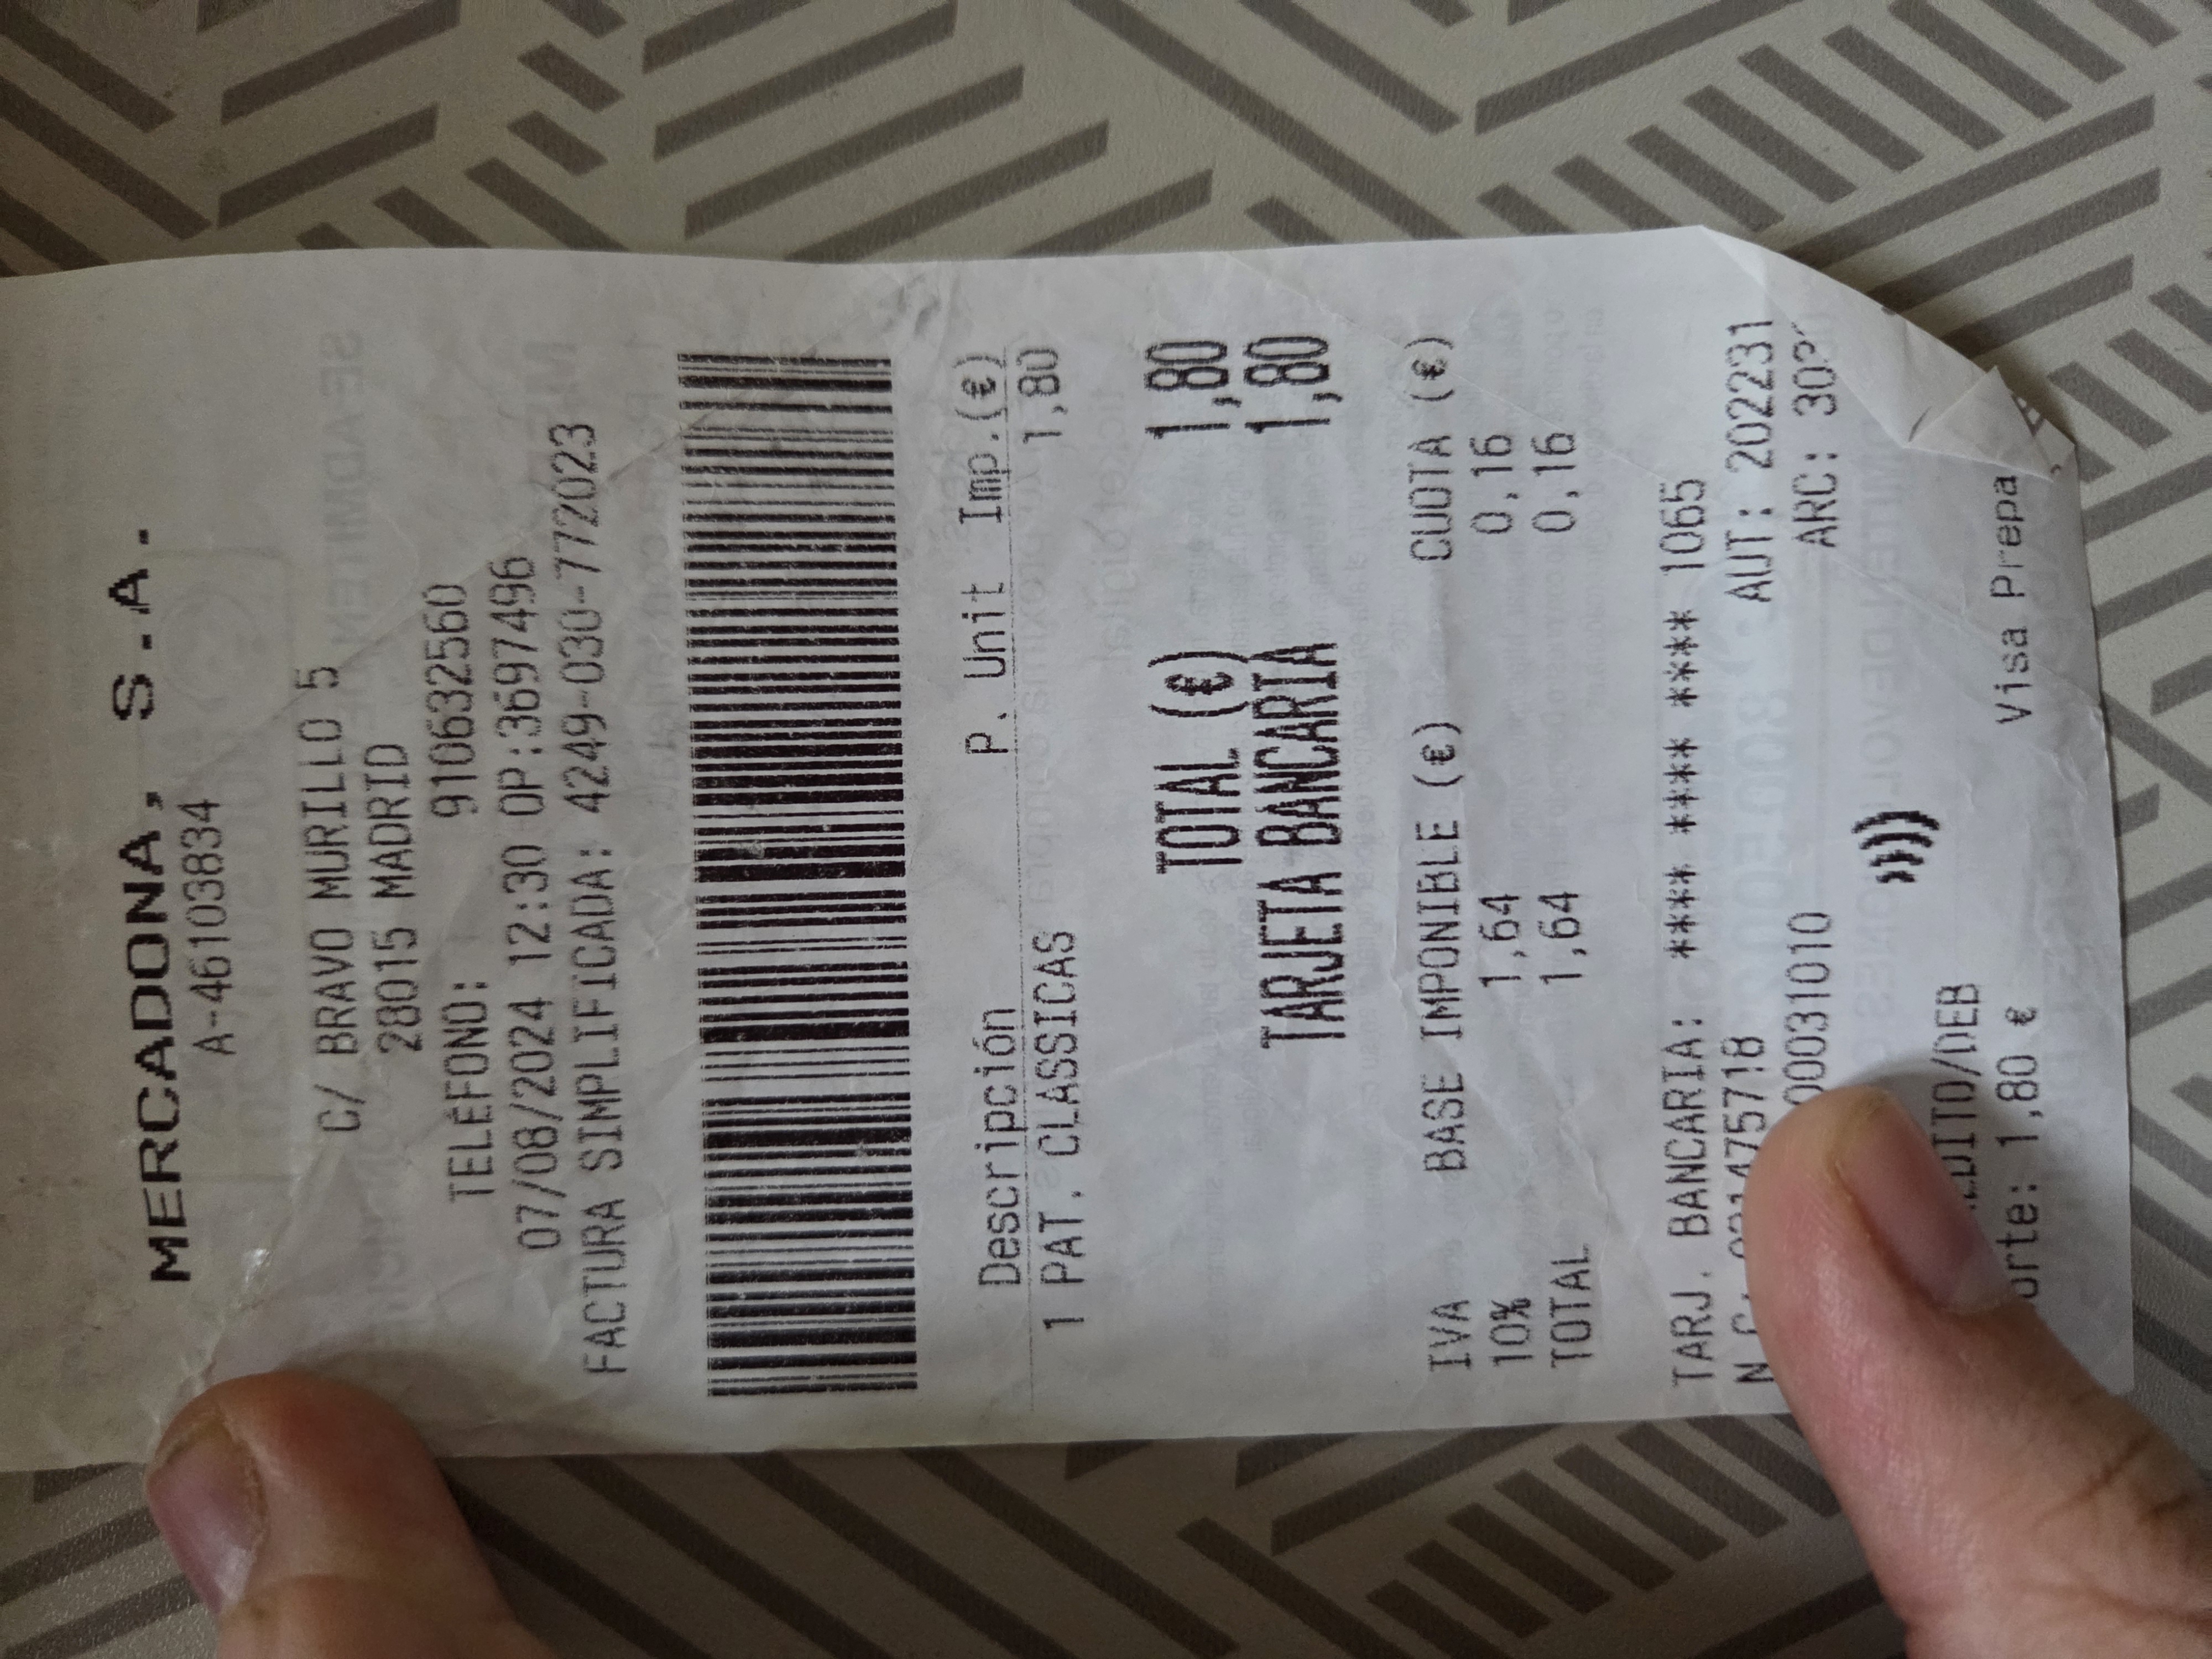 MERCADONA, S.A.
A-46103834
C/ BRAVO MURILLO 5
28015 MADRID
TELÉFONO: 910632560
07/08/2024 12:30 OP:3697496
FACTURA SIMPLIFICADA: 4249-030-772023
Descripción P. Unit Imp.(€)
1 PAT. CLASSICAS 1,80
TOTAL (€) 1,80
TARJETA BANCARIA 1,80
IVA BASE IMPONIBLE (€) CUOTA (€)
10% 1,64 0,16
TOTAL 1,64 0,16
TARJ. BANCARIA: **** **** **** 1065
AUT: 202231
000031010 ARC:
1,80 € Visa